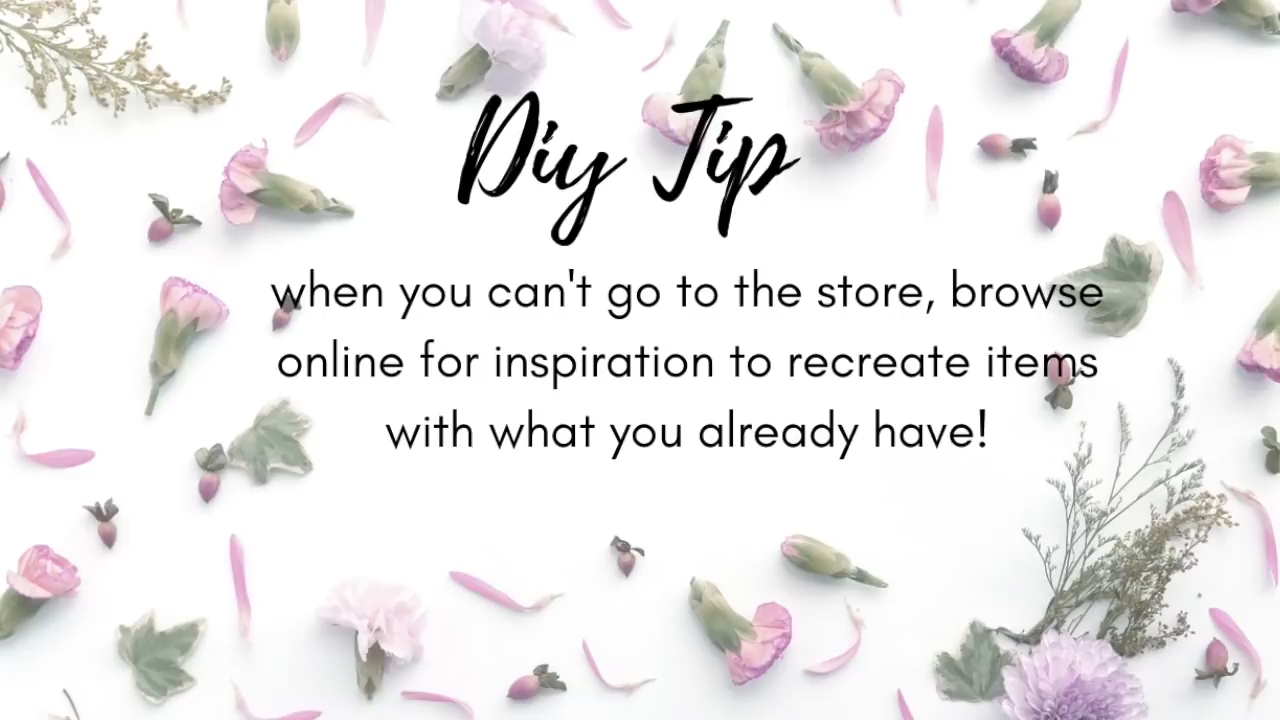 Diy Tip
when you can't go to the store, browse
online for inspiration to recreate items
with what you already have!